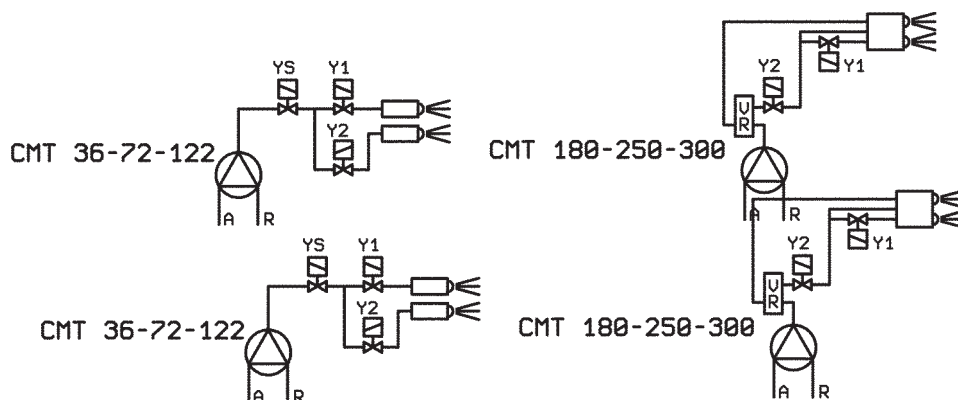 YS Y1
Y2
CMT 36-72-122
A R
Y1
Y2
VR
CMT 180-250-300
A R
YS Y1
Y2
CMT 36-72-122
A R
Y1
Y2
VR
CMT 180-250-300
A R